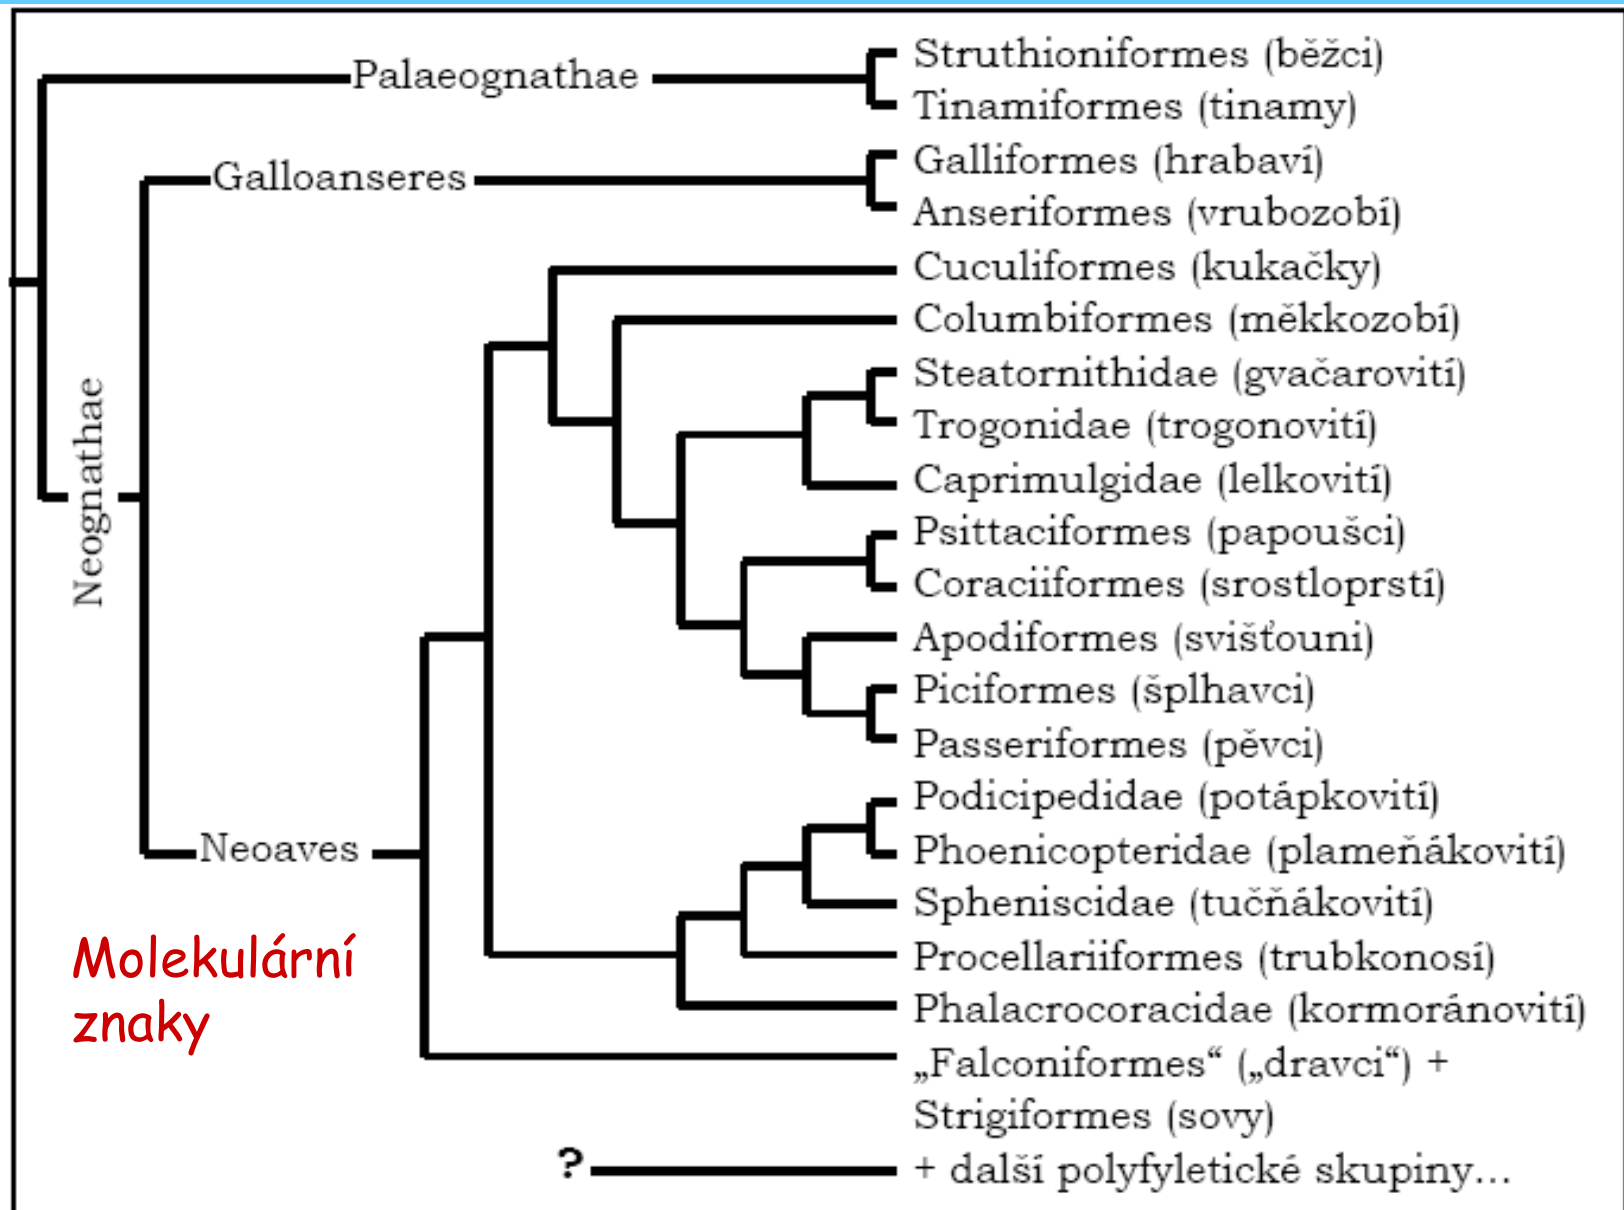 Palaeognathae
Struthioniformes (běžci)
Tinamiformes (tinamy)
Galloanseres
Galliformes (hrabaví)
Anseriformes (vrubozobí)
Cuculiformes (kukačky)
Columbiformes (měkkozobí)
Steatornithidae (gvačarovití)
Trogonidae (trogonovití)
Caprimulgidae (lelkovití)
Psittaciformes (papoušci)
Coraciiformes (srostloprstí)
Neognathae
Apodiformes (svišťouni)
Piciformes (šplhavci)
Passeriformes (pěvci)
Podicipedidae (potápkovití)
Neoaves
Phoenicopteridae (plameňákovití)
Spheniscidae (tučňákovití)
Molekulární
znaky
Procellariiformes (trubkonosí)
Phalacrocoracidae (kormoránovití)
„Falconiformes“ („dravci“) +
Strigiformes (sovy)
? + další polyfyletické skupiny...